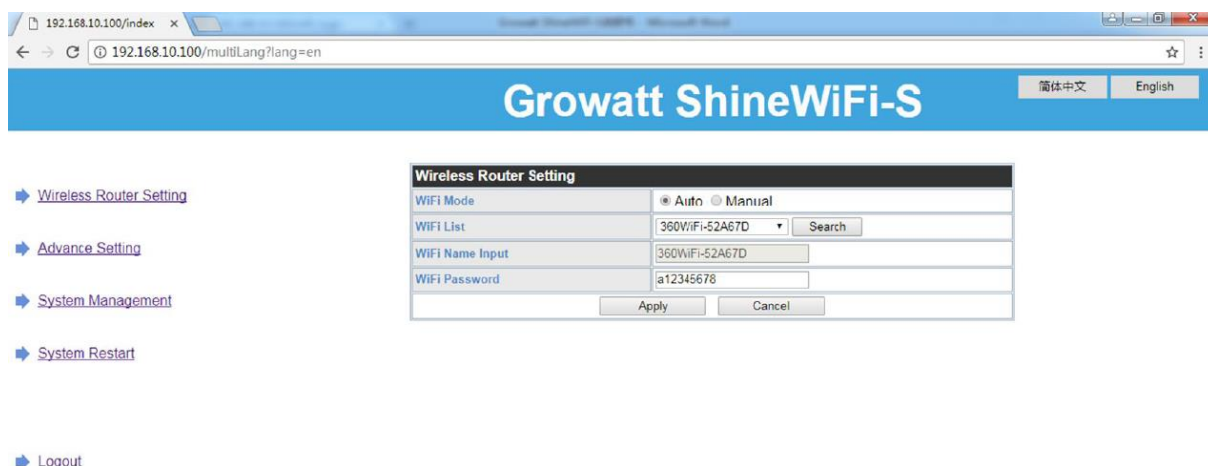 192.168.10.100/index
192.168.10.100/multiLang?lang=en
Growatt ShineWiFi-S
简体中文 English
Wireless Router Setting
Advance Setting
System Management
System Restart
Logout
Wireless Router Setting
WiFi Mode Auto Manual
WiFi List 360WiFi-52A67D Search
WiFi Name Input 360WiFi-52A67D
WiFi Password a12345678
Apply Cancel